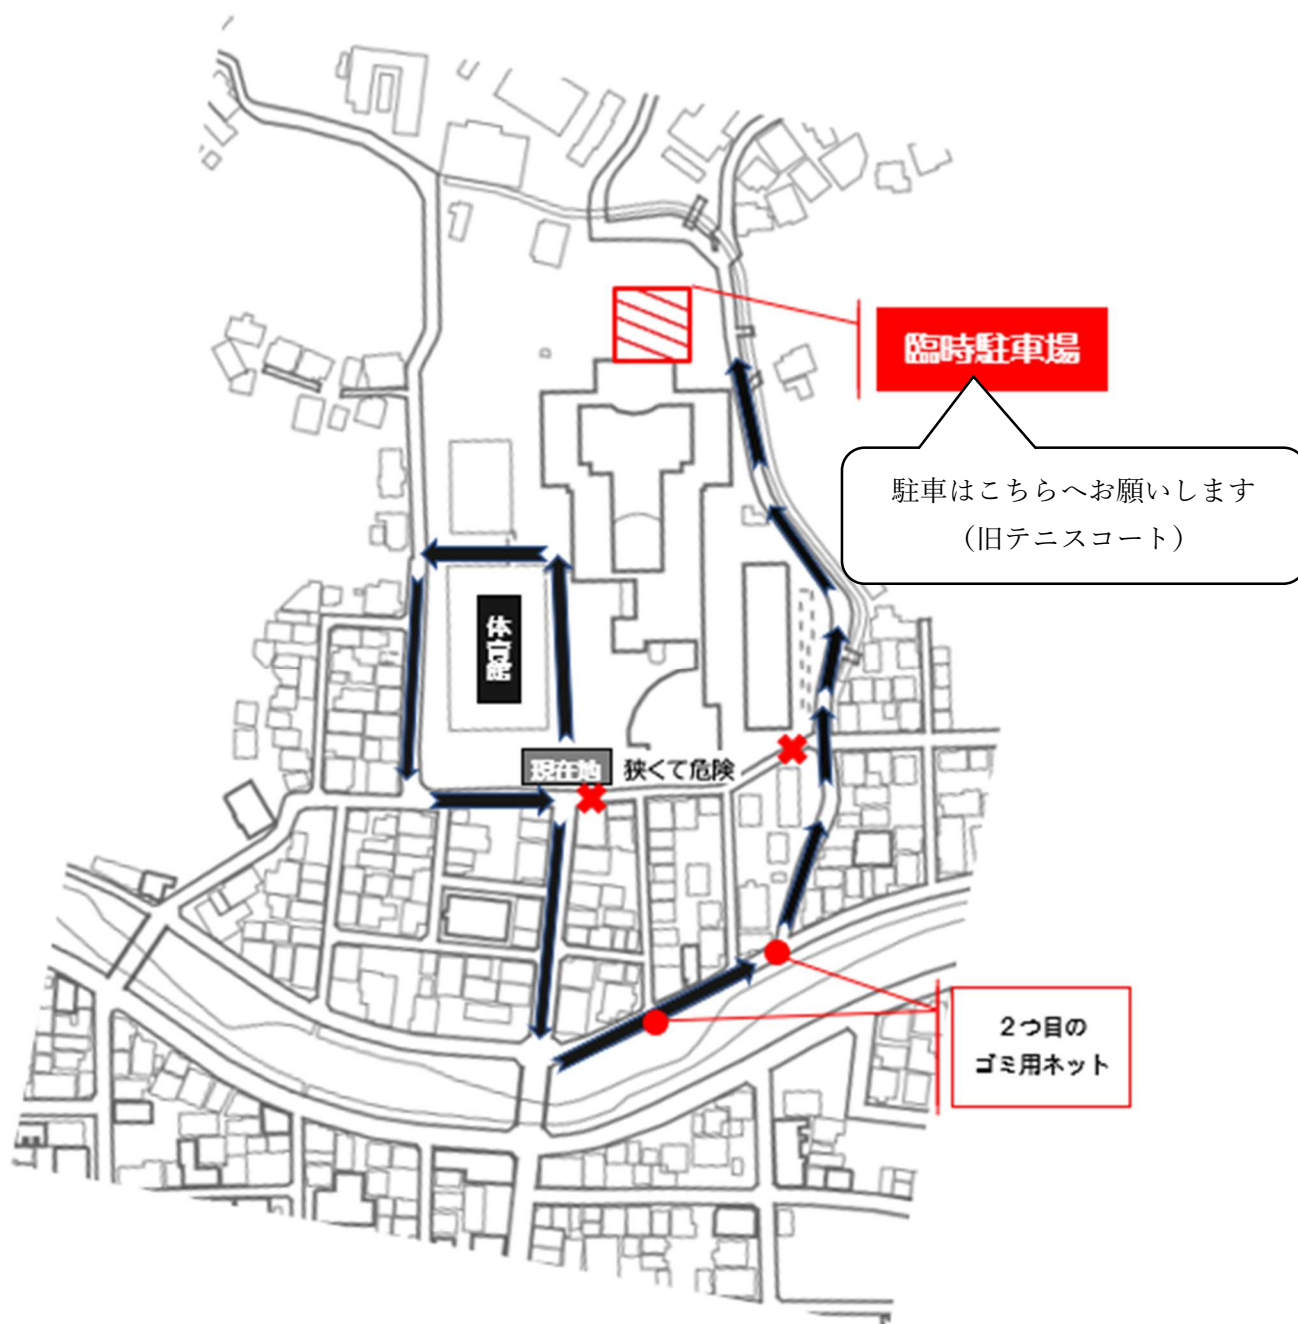 臨時駐車場
駐車はこちらへお願いします
（旧テニスコート）
体育館
現在地
狭くて危険
２つ目の
ゴミ用ネット